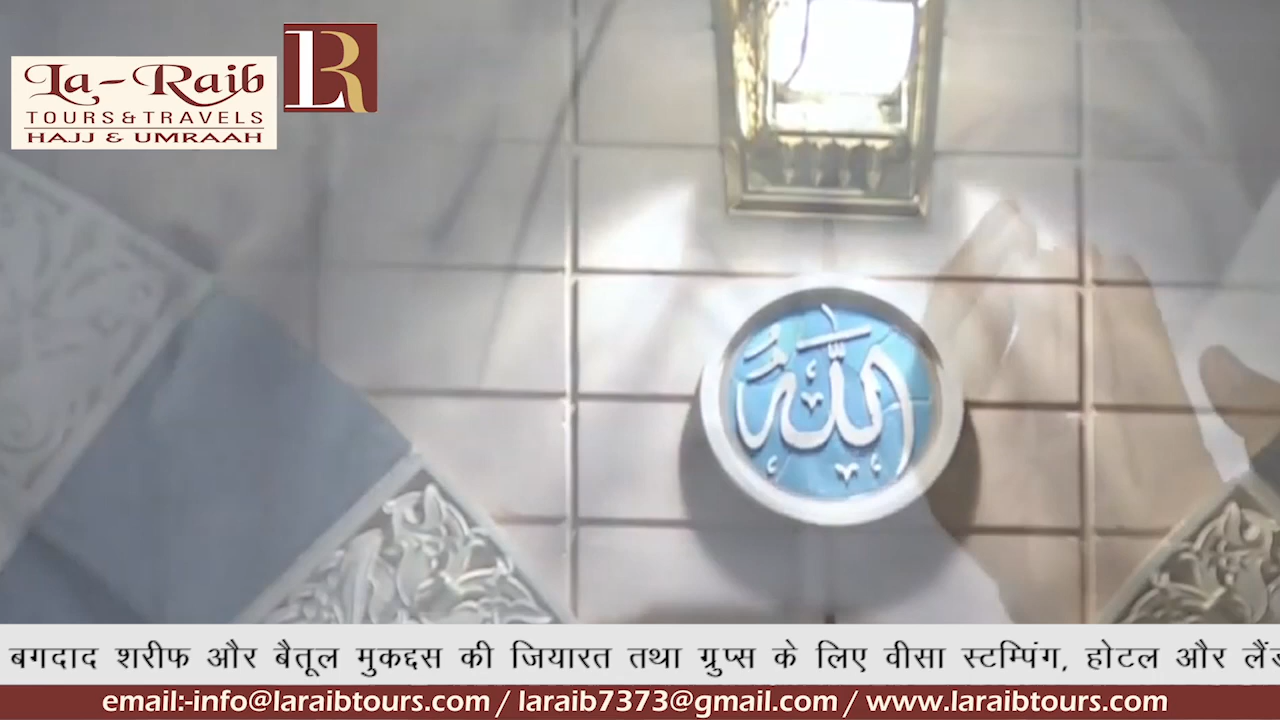 La-Raib
TOURS & TRAVELS
HAJJ & UMRAAH
LR
الله
बगदाद शरीफ और बैतूल मुकद्दस की जियारत तथा ग्रुप्स के लिए वीसा स्टम्पिंग, होटल और
email:-info@laraibtours.com / laraib7373@gmail.com / www.laraibtours.com